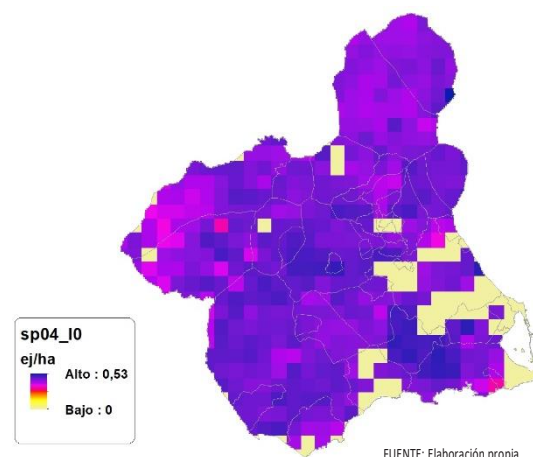 sp04_I0
ej/ha
Alto : 0,53
Bajo : 0
FUENTE: Elaboración propia